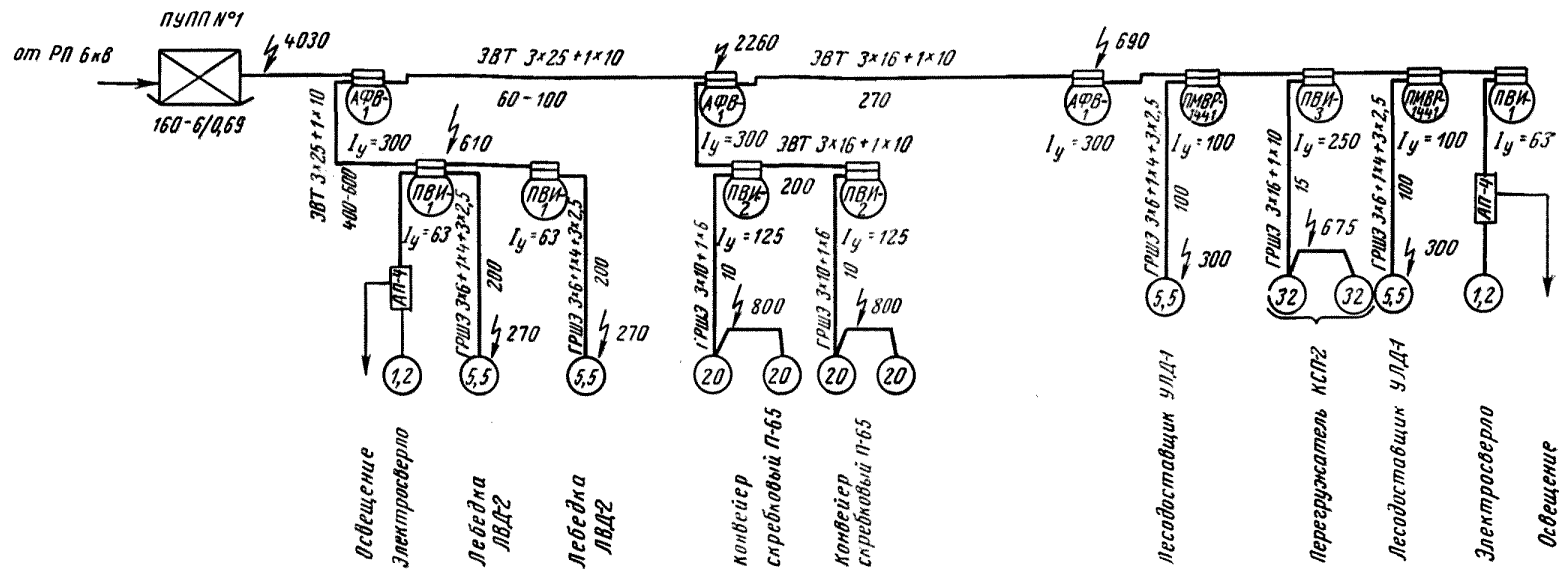 ПУПП №1
от РП 6кв
160-6/0,69
4030
ЭВТ 3×25+1×10
60-100
2260
ЭВТ 3×16+1×10
270
690
АФВ-1
АФВ-1
АФВ-1
ПМВР-1441
ПВИ-3
ПМВР-1441
ПВИ-1
Iу=300
Iу=300
Iу=300
Iу=100
Iу=250
Iу=100
Iу=63
ЭВТ 3×25+1×10
400-600
610
ЭВТ 3×16+1×10
200
ПВИ-1
ПВИ-1
ПВИ-2
ПВИ-2
Iу=63
Iу=63
Iу=125
Iу=125
АП-4
ГРШЭ 3×6+1×4+3×2,5
200
ГРШЭ 3×6+1×4+3×2,5
200
ГРШЭ 3×10+1×6
10
ГРШЭ 3×10+1×6
10
ГРШЭ 3×6+1×4+3×2,5
100
ГРШЭ 3×16+1×10
15
ГРШЭ 3×6+1×4+3×2,5
100
АП-4
270
270
800
800
300
675
300
1,2
5,5
5,5
20
20
20
20
5,5
32
32
5,5
1,2
Освещение
Электросверло
Лебедка
ЛВД-2
Лебедка
ЛВД-2
Конвейер
скребковый П-65
Конвейер
скребковый П-65
Лесодоставщик УЛД-1
Перегружатель КСП-2
Лесодоставщик УЛД-1
Электросверло
Освещение